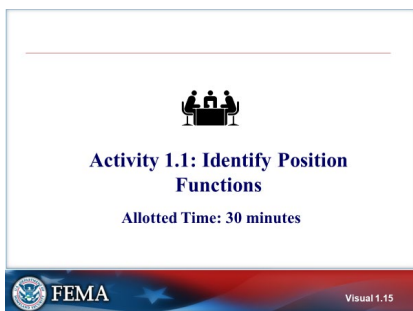 Activity 1.1: Identify Position
Functions
Allotted Time: 30 minutes
FEMA
Visual 1.15